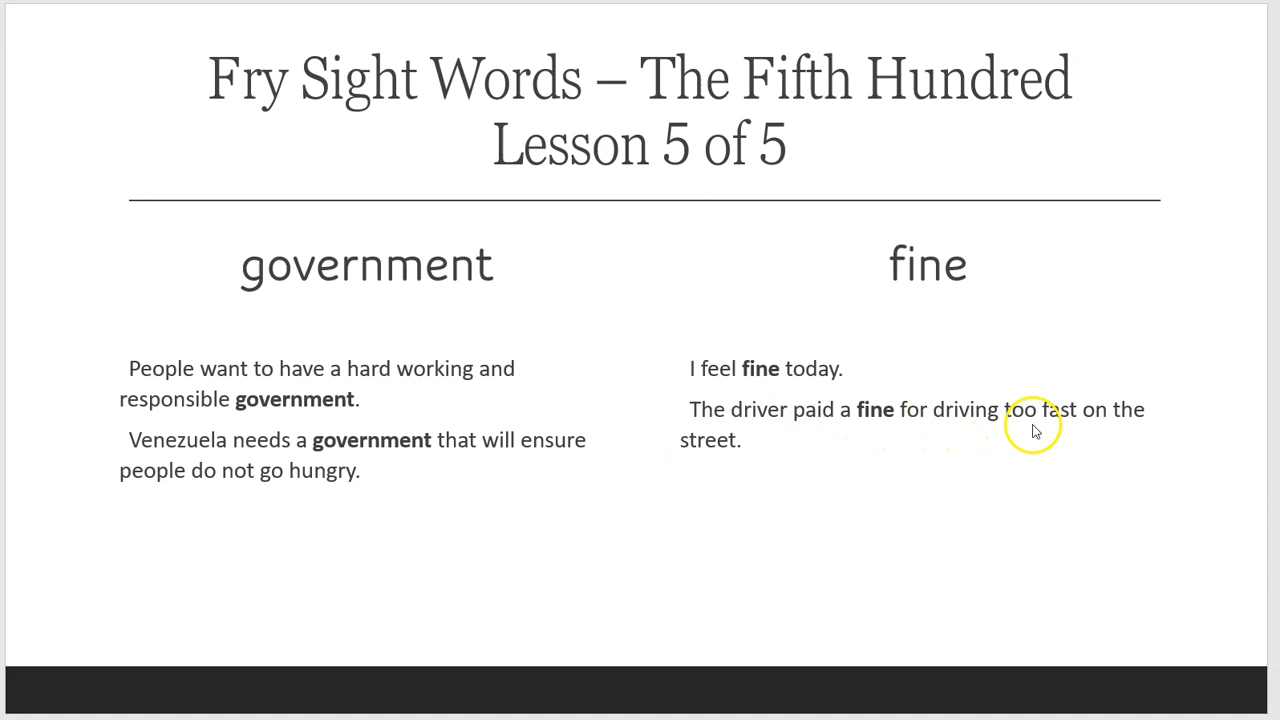 Fry Sight Words – The Fifth Hundred
Lesson 5 of 5
government
People want to have a hard working and
responsible government.
Venezuela needs a government that will ensure
people do not go hungry.
fine
I feel fine today.
The driver paid a fine for driving too fast on the
street.